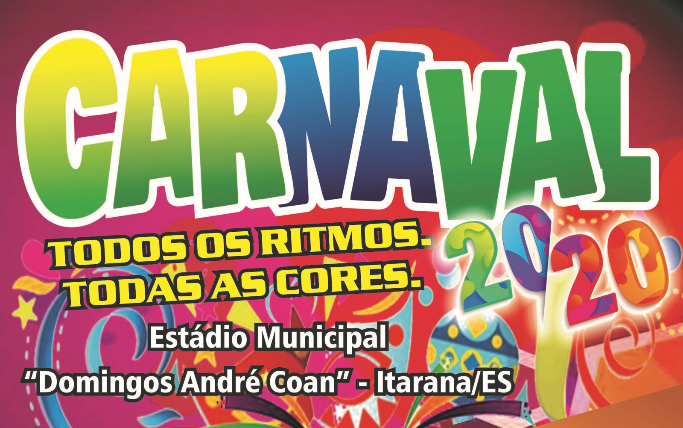 CARNAVAL
2020
TODOS OS RITMOS.
TODAS AS CORES.
Estádio Municipal
“Domingos André Coan” - Itarana/ES